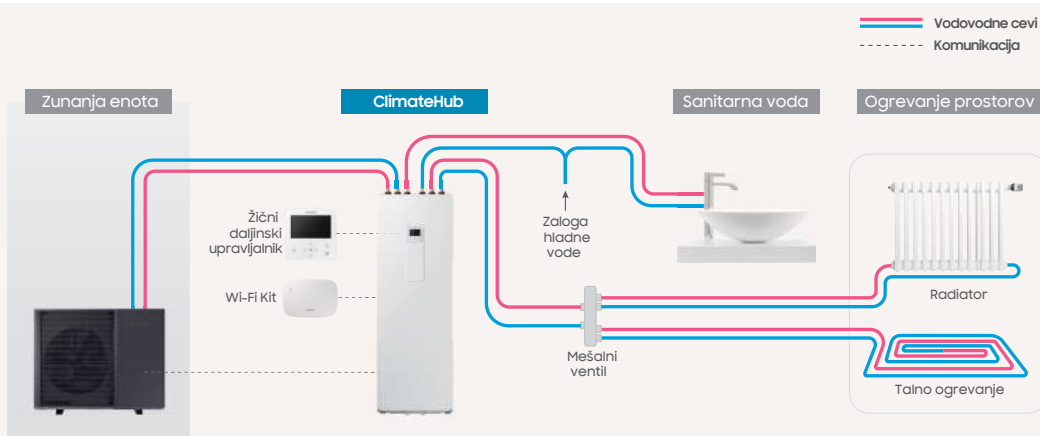 Vodovodne cevi
Komunikacija
Zunanja enota
ClimateHub
Sanitarna voda
Ogrevanje prostorov
Žični
daljinski
upravljalnik
Wi-Fi Kit
Zaloga
hladne
vode
Mešalni
ventil
Radiator
Talno ogrevanje